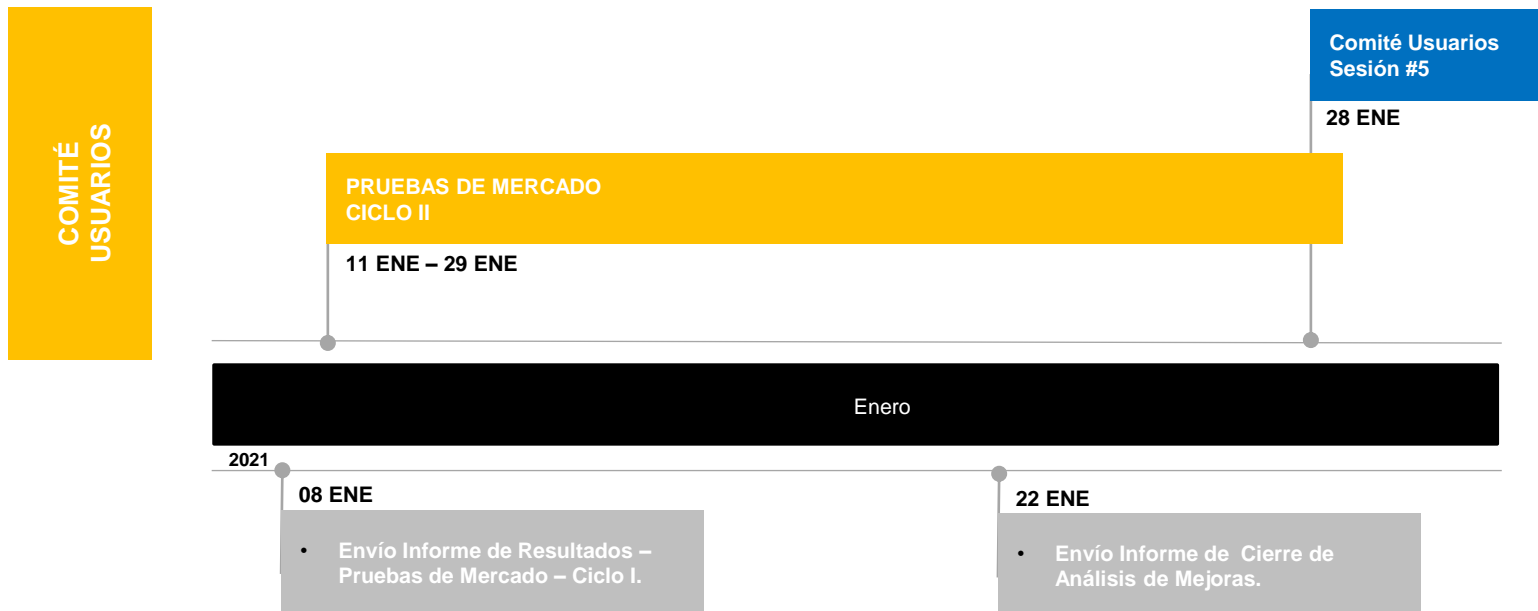 COMITÉ
USUARIOS
Comité Usuarios
Sesión #5
28 ENE
PRUEBAS DE MERCADO
CICLO II
11 ENE – 29 ENE
Enero
2021
08 ENE
• Envío Informe de Resultados –
Pruebas de Mercado – Ciclo I.
22 ENE
• Envío Informe de Cierre de
Análisis de Mejoras.